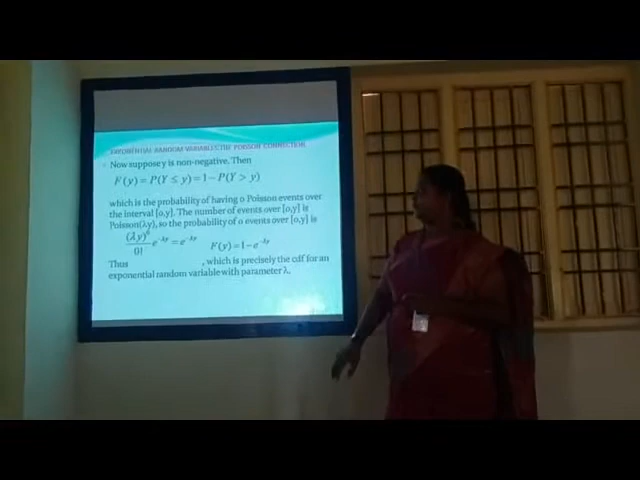 EXPONENTIAL RANDOM VARIABLES:THE POISSON CONNECTION
Now suppose y is non-negative. Then
F(y) = P(Y ≤ y) = 1 − P(Y > y)
which is the probability of having 0 Poisson events over
the interval [0,y]. The number of events over [0,y] is
Poisson(λy), so the probability of 0 events over [0,y] is
(λy)⁰/0! e^(−λy) = e^(−λy) F(y) = 1 − e^(−λy)
Thus , which is precisely the cdf for an
exponential random variable with parameter λ.